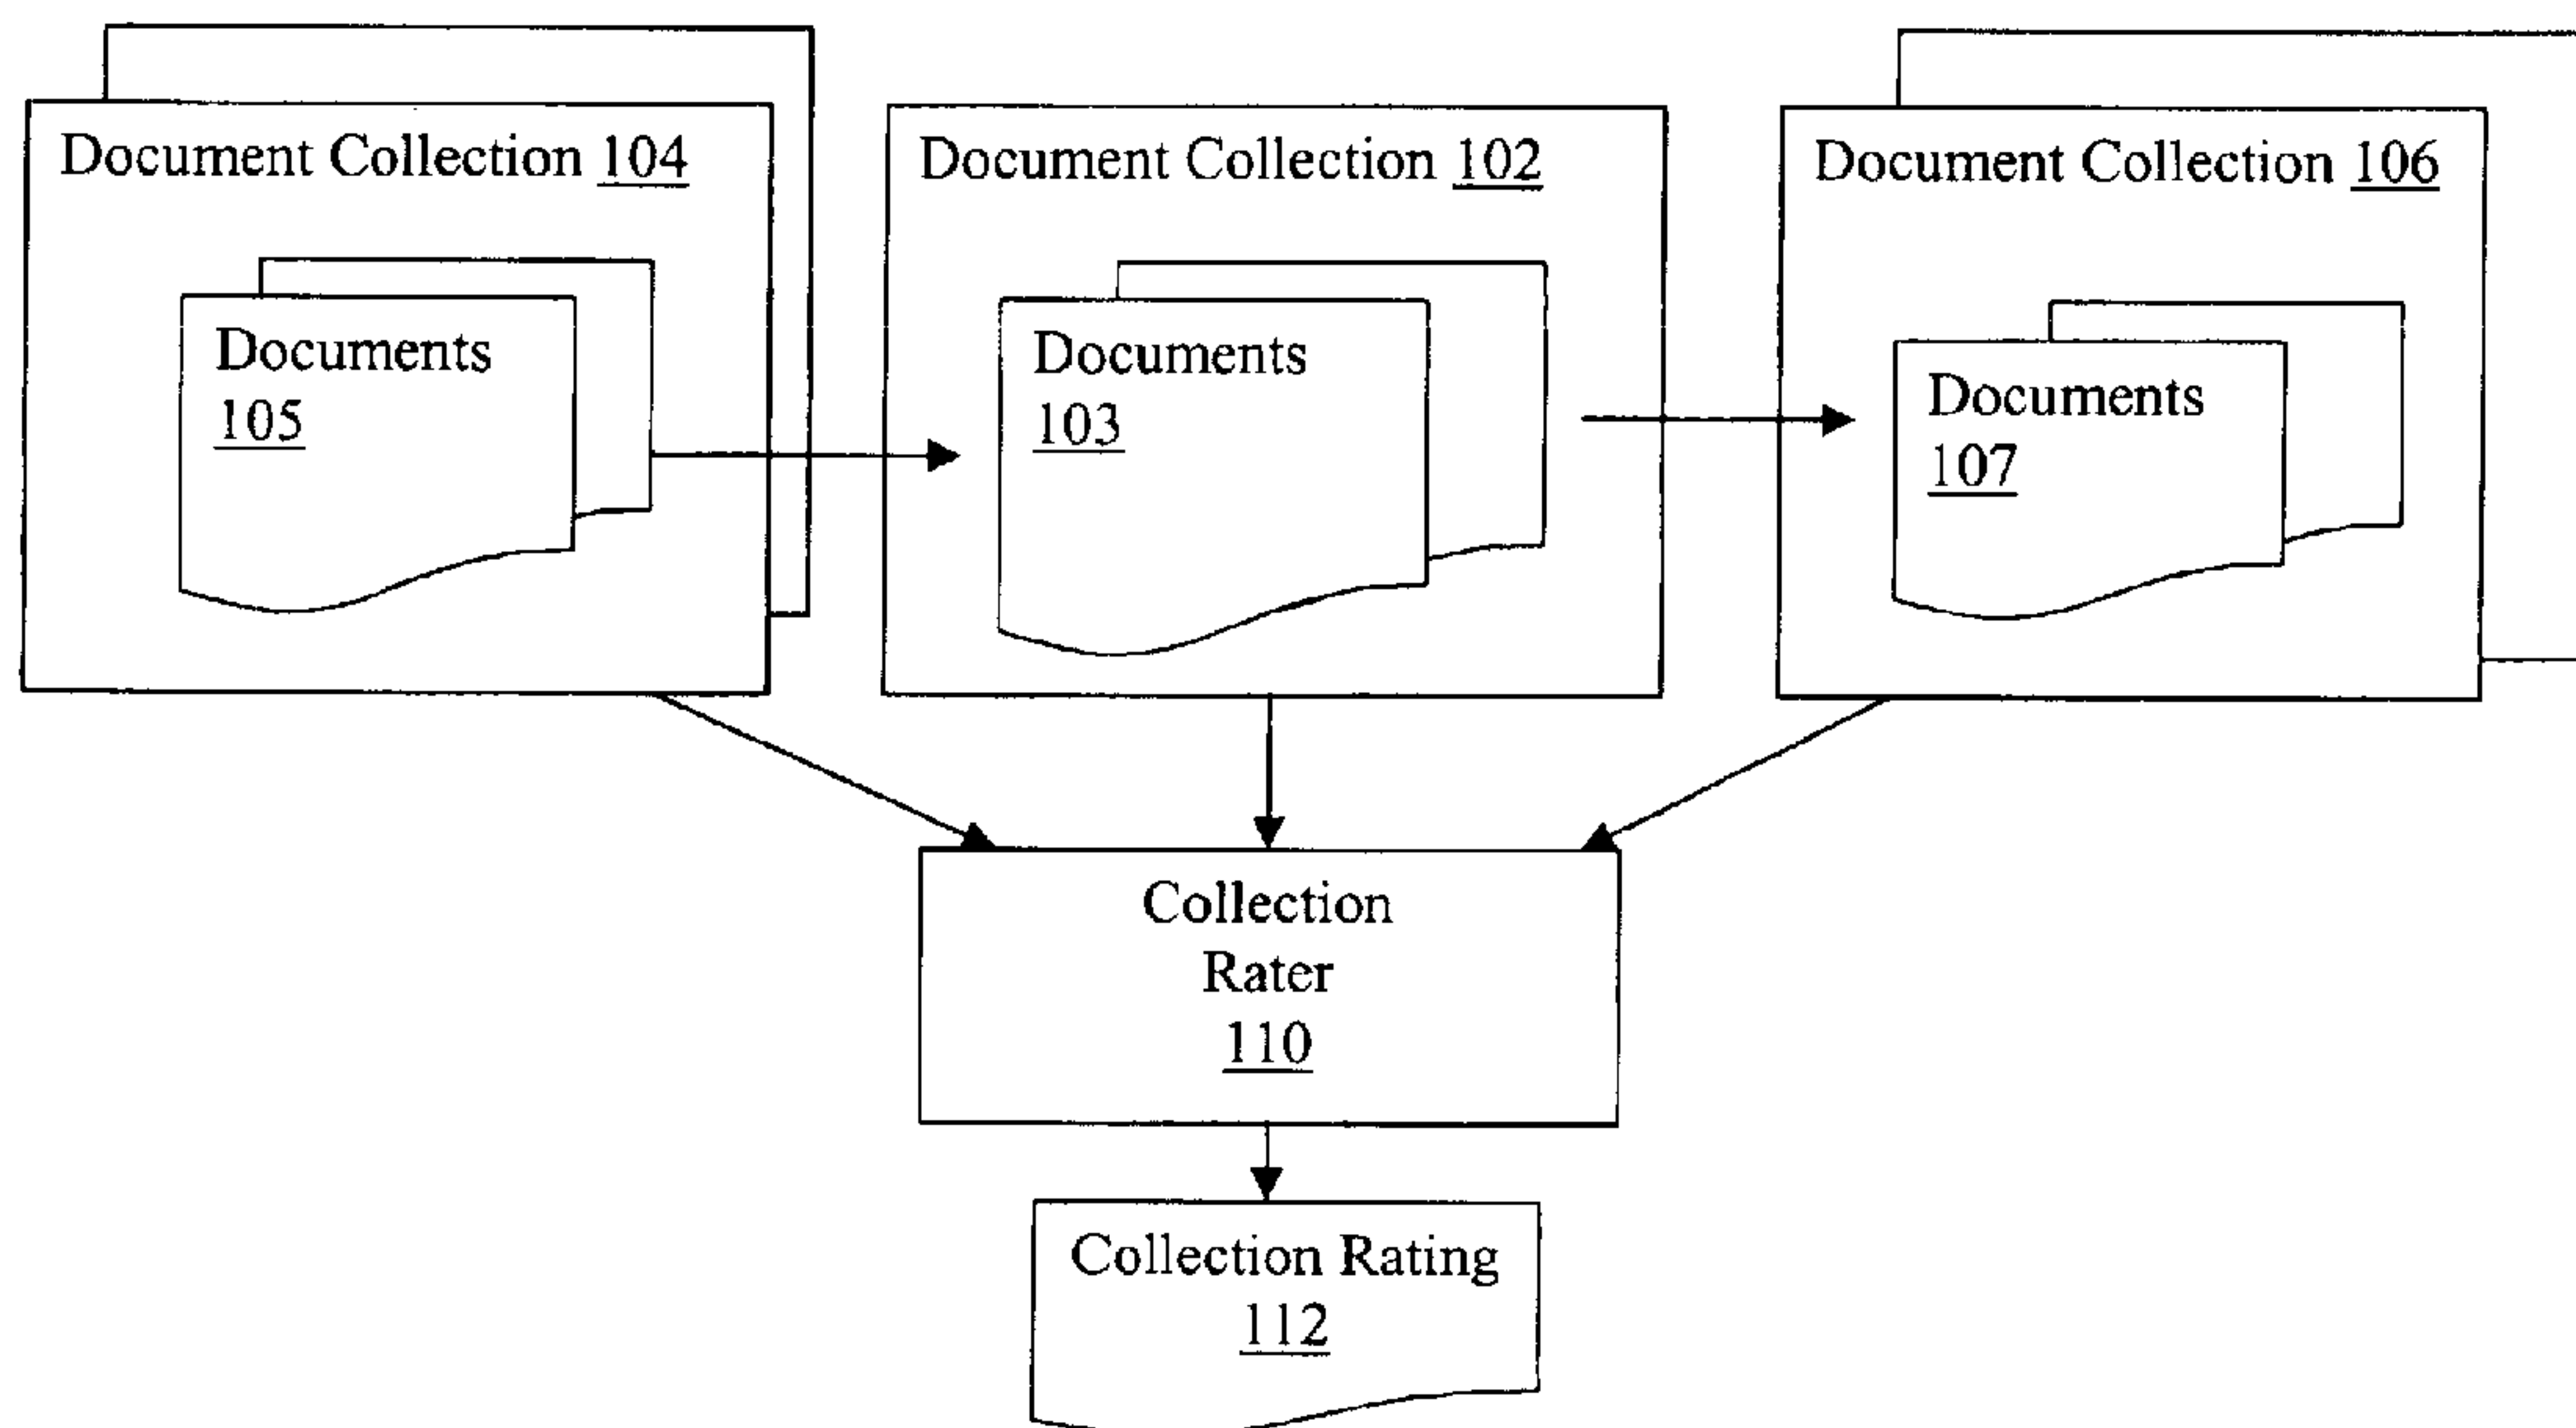 Document Collection 104
Documents
105
Document Collection 102
Documents
103
Document Collection 106
Documents
107
Collection
Rater
110
Collection Rating
112